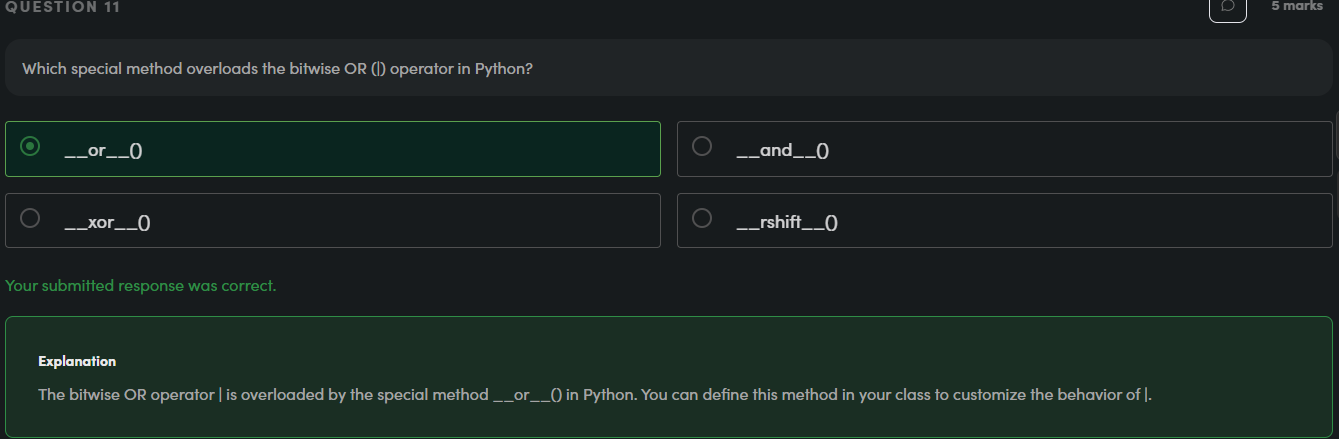 QUESTION 11
5 marks
Which special method overloads the bitwise OR (|) operator in Python?
__or__()
__and__()
__xor__()
__rshift__()
Your submitted response was correct.
Explanation
The bitwise OR operator | is overloaded by the special method __or__() in Python. You can define this method in your class to customize the behavior of |.